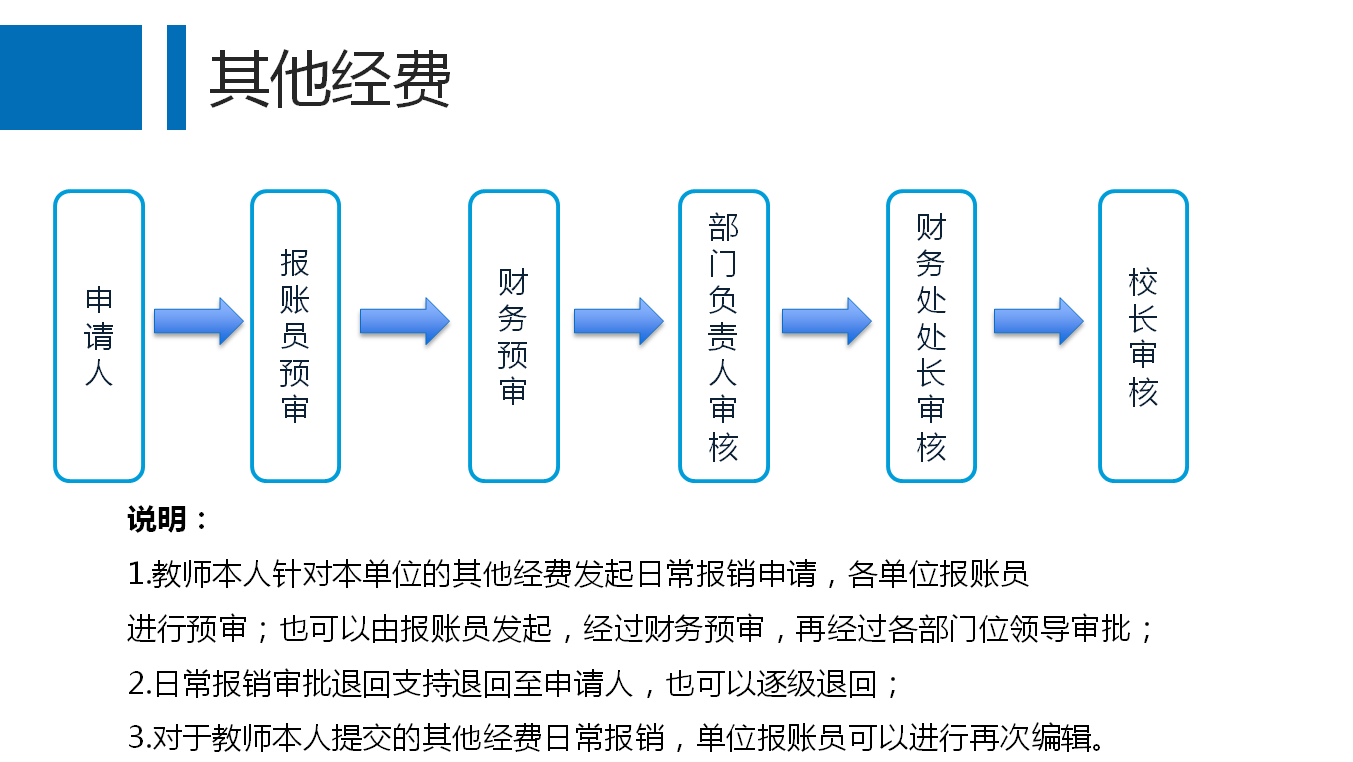 其他经费
申请人
报账员预审
财务预审
部门负责人审核
财务处处长审核
校长审核
说明：
1.教师本人针对本单位的其他经费发起日常报销申请，各单位报账员
进行预审；也可以由报账员发起，经过财务预审，再经过各部门位领导审批；
2.日常报销审批退回支持退回至申请人，也可以逐级退回；
3.对于教师本人提交的其他经费日常报销，单位报账员可以进行再次编辑。